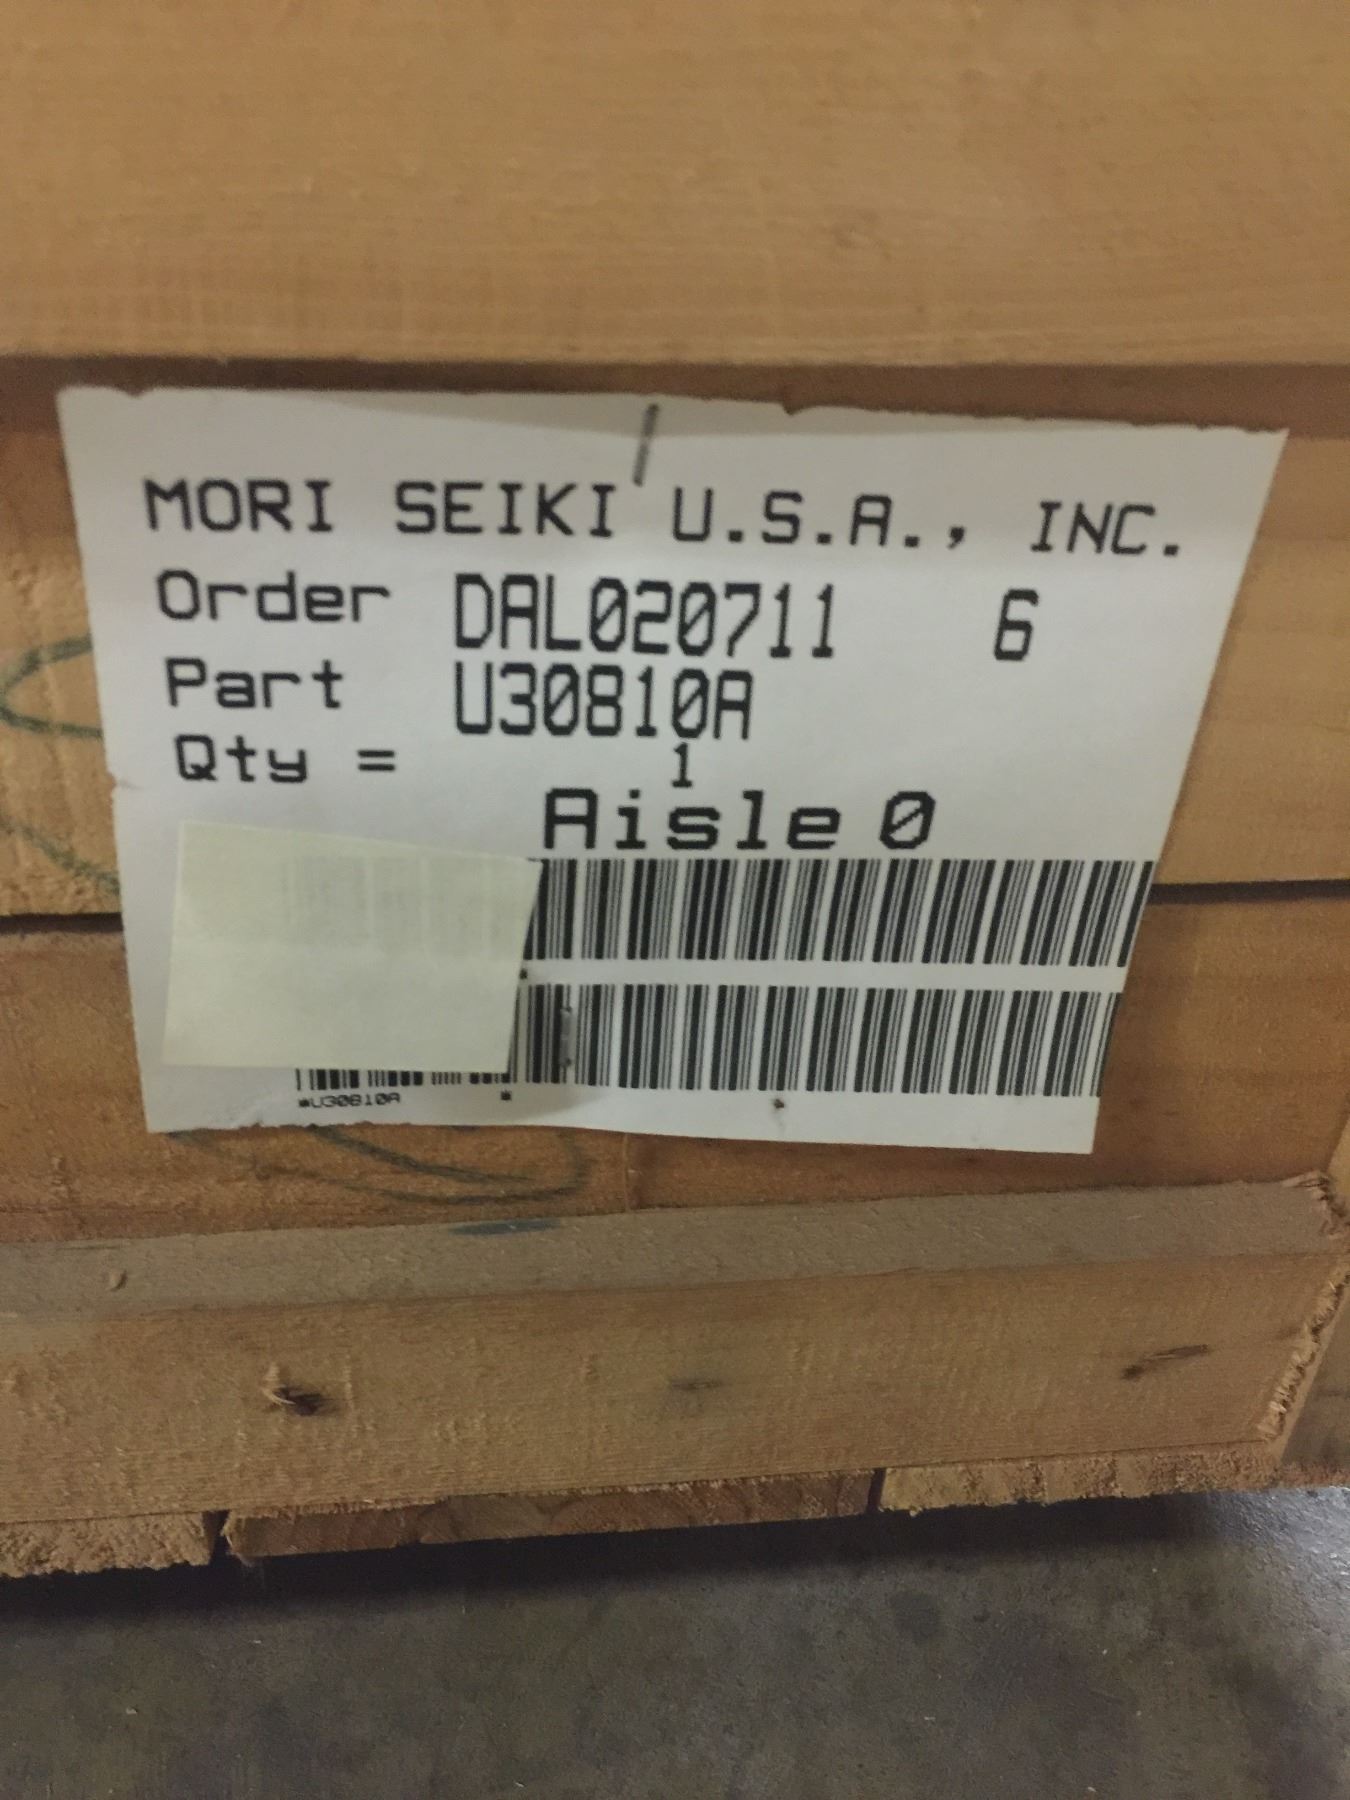 MORI SEIKI U.S.A., INC.
Order DAL020711 6
Part U30810A
Qty = 1
Aisle 0
*U30810A *